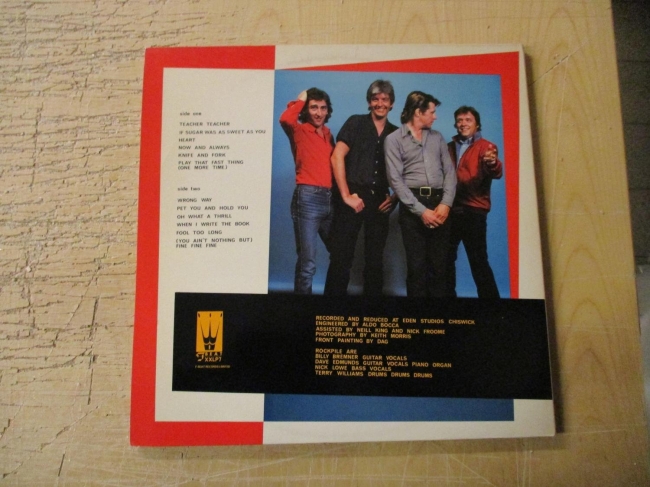 side one
TEACHER TEACHER
IF SUGAR WAS AS SWEET AS YOU
HEART
NOW AND ALWAYS
KNIFE AND FORK
PLAY THAT FAST THING
(ONE MORE TIME)
side two
WRONG WAY
PET YOU AND HOLD YOU
OH WHAT A THRILL
WHEN I WRITE THE BOOK
FOOL TOO LONG
(YOU AIN'T NOTHING BUT)
FINE FINE FINE
XXLP7
RECORDED AND REDUCED AT EDEN STUDIOS CHISWICK
ENGINEERED BY ALDO BOCCA
ASSISTED BY NEILL KING AND NICK FROOME
PHOTOGRAPHY BY KEITH MORRIS
FRONT PAINTING BY DAG
ROCKPILE ARE
BILLY BREMNER GUITAR VOCALS
DAVE EDMUNDS GUITAR VOCALS PIANO ORGAN
NICK LOWE BASS VOCALS
TERRY WILLIAMS DRUMS DRUMS DRUMS